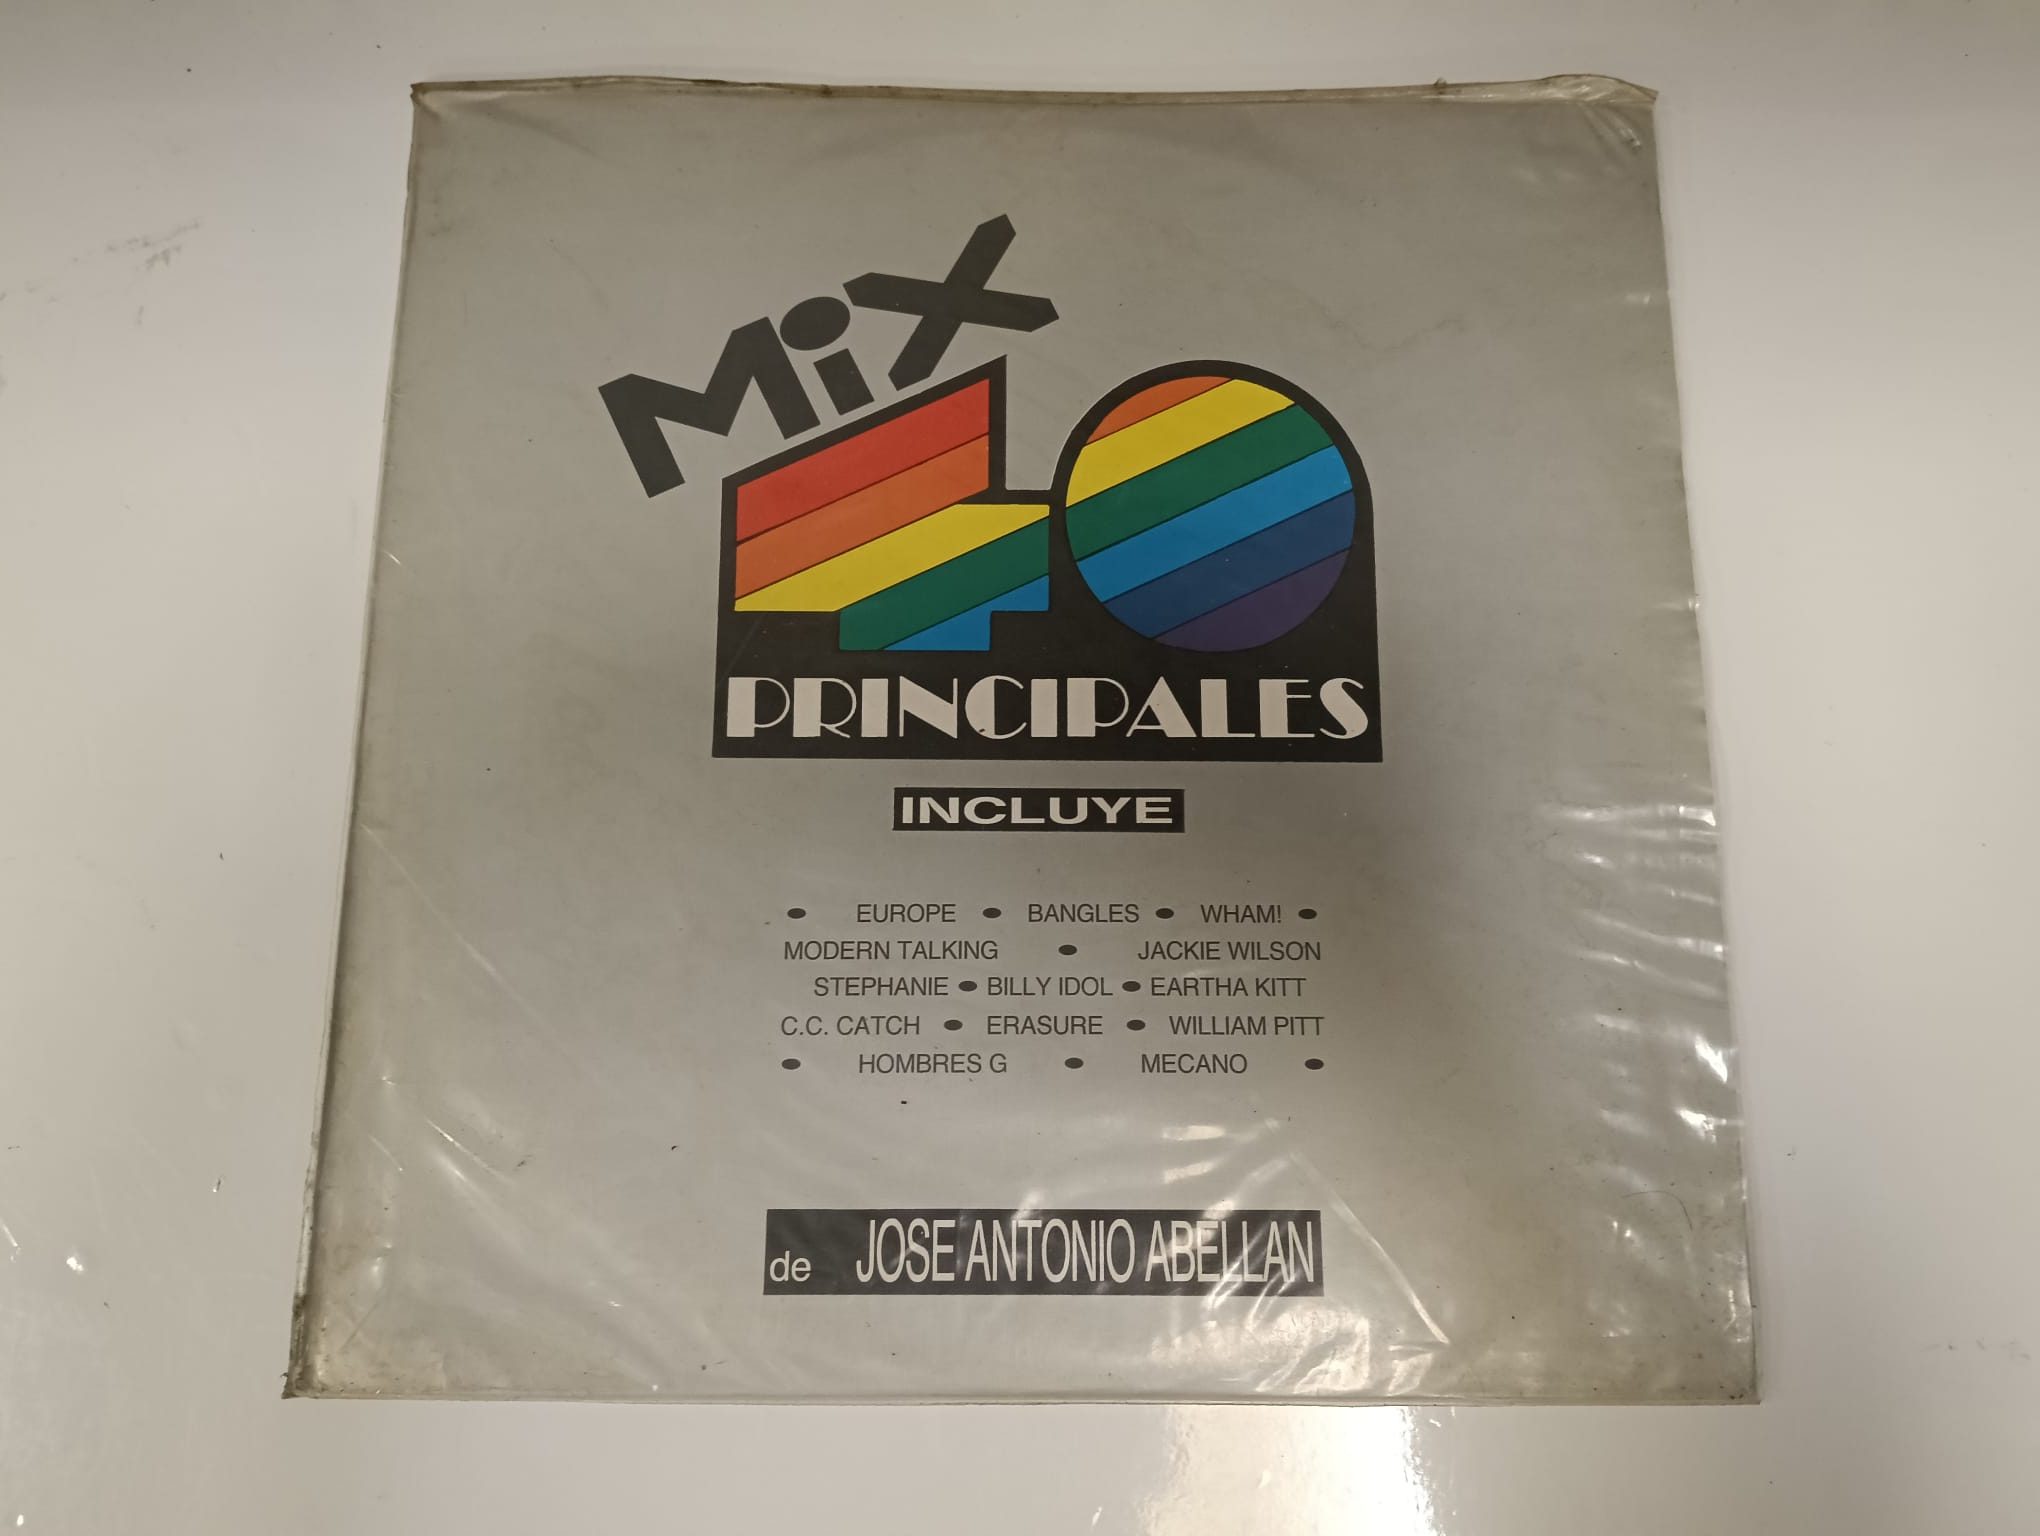 MiX
40
PRINCIPALES
INCLUYE
• EUROPE • BANGLES • WHAM! •
MODERN TALKING • JACKIE WILSON
STEPHANIE • BILLY IDOL • EARTHA KITT
C.C. CATCH • ERASURE • WILLIAM PITT
• HOMBRES G • MECANO •
de JOSE ANTONIO ABELLAN